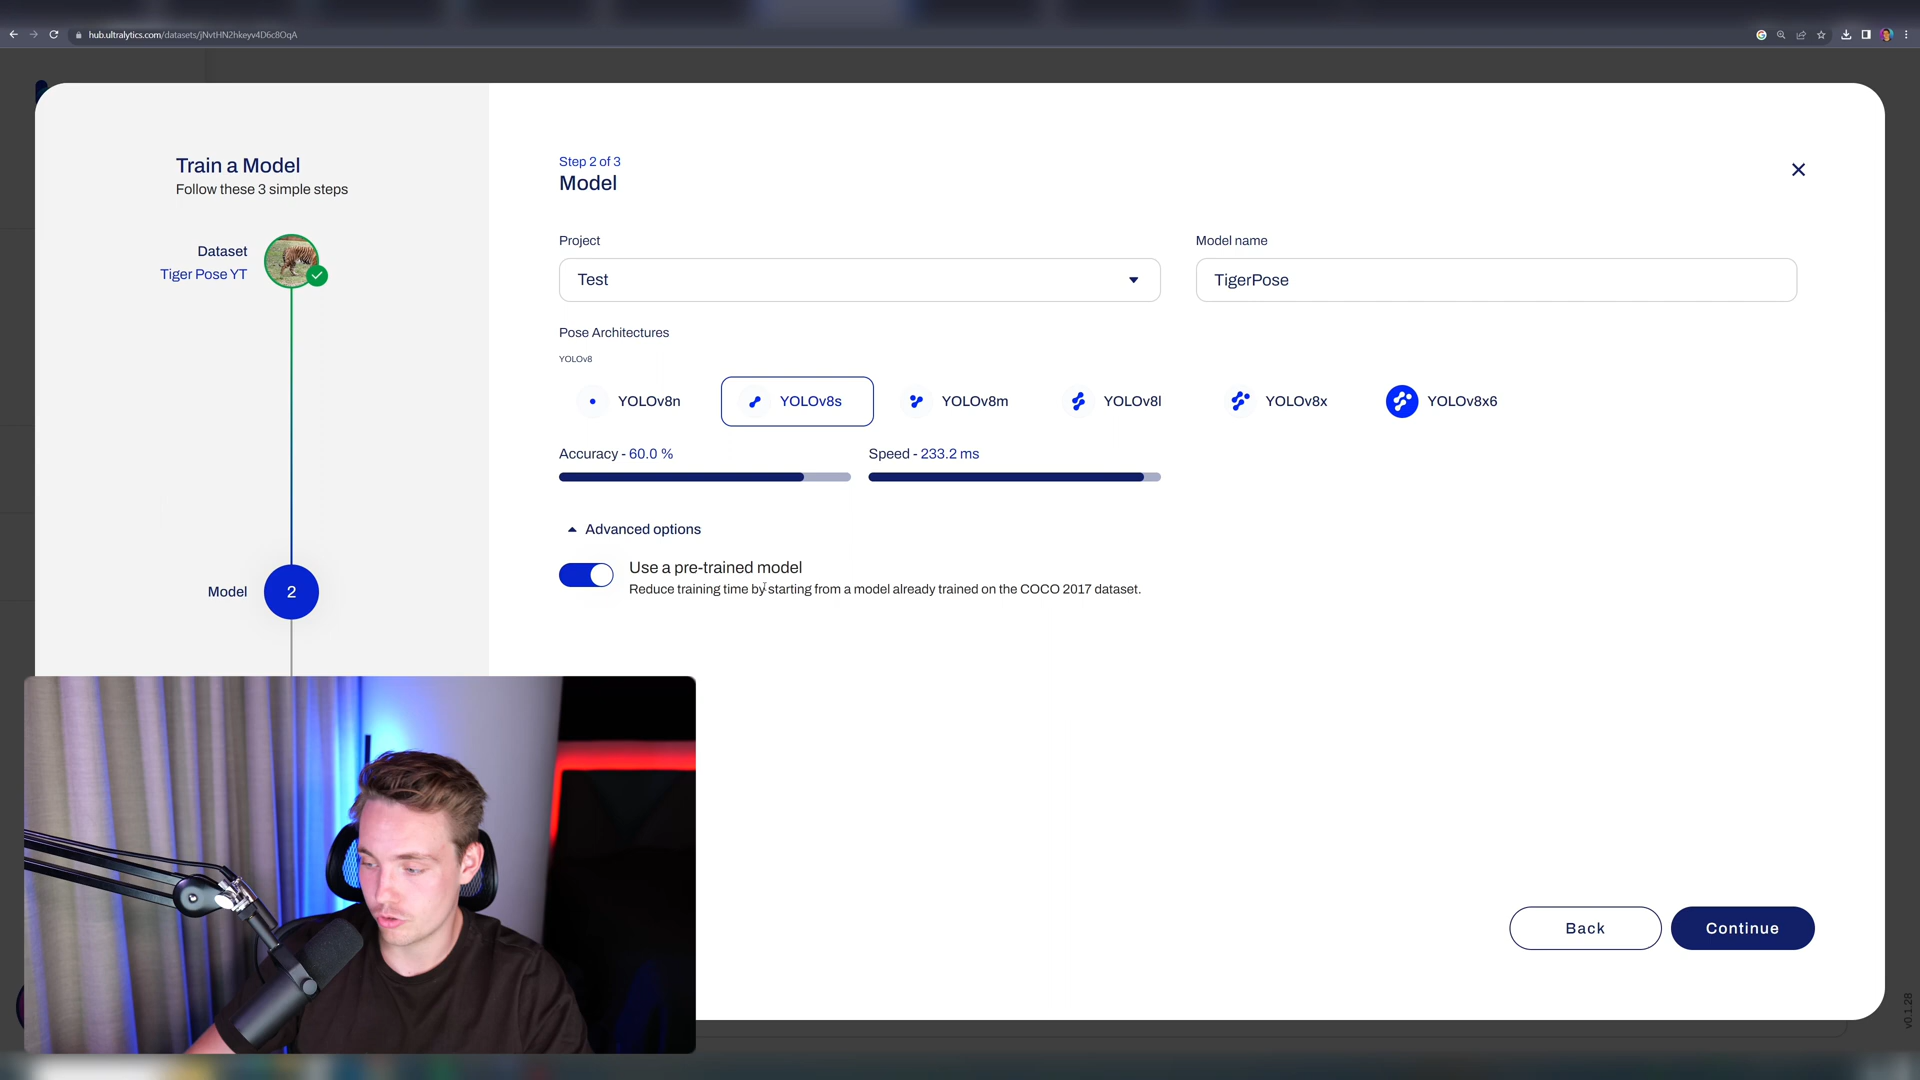 hub.ultralytics.com/datasets/jNvtHN2hkeyv4D6c8OqA
Train a Model
Follow these 3 simple steps
Dataset
Tiger Pose YT
Model
2
Step 2 of 3
Model
Project
Model name
Test
TigerPose
Pose Architectures
YOLOv8
YOLOv8n
YOLOv8s
YOLOv8m
YOLOv8l
YOLOv8x
YOLOv8x6
Accuracy - 60.0 %
Speed - 233.2 ms
Advanced options
Use a pre-trained model
Reduce training time by starting from a model already trained on the COCO 2017 dataset.
Back
Continue
v0.1.28